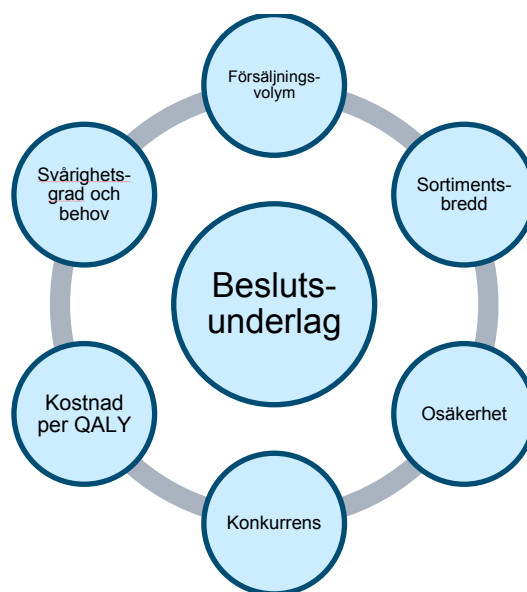 Försäljnings-
volym
Svårighets-
grad och
behov
Sortiments-
bredd
Besluts-
underlag
Kostnad
per QALY
Osäkerhet
Konkurrens